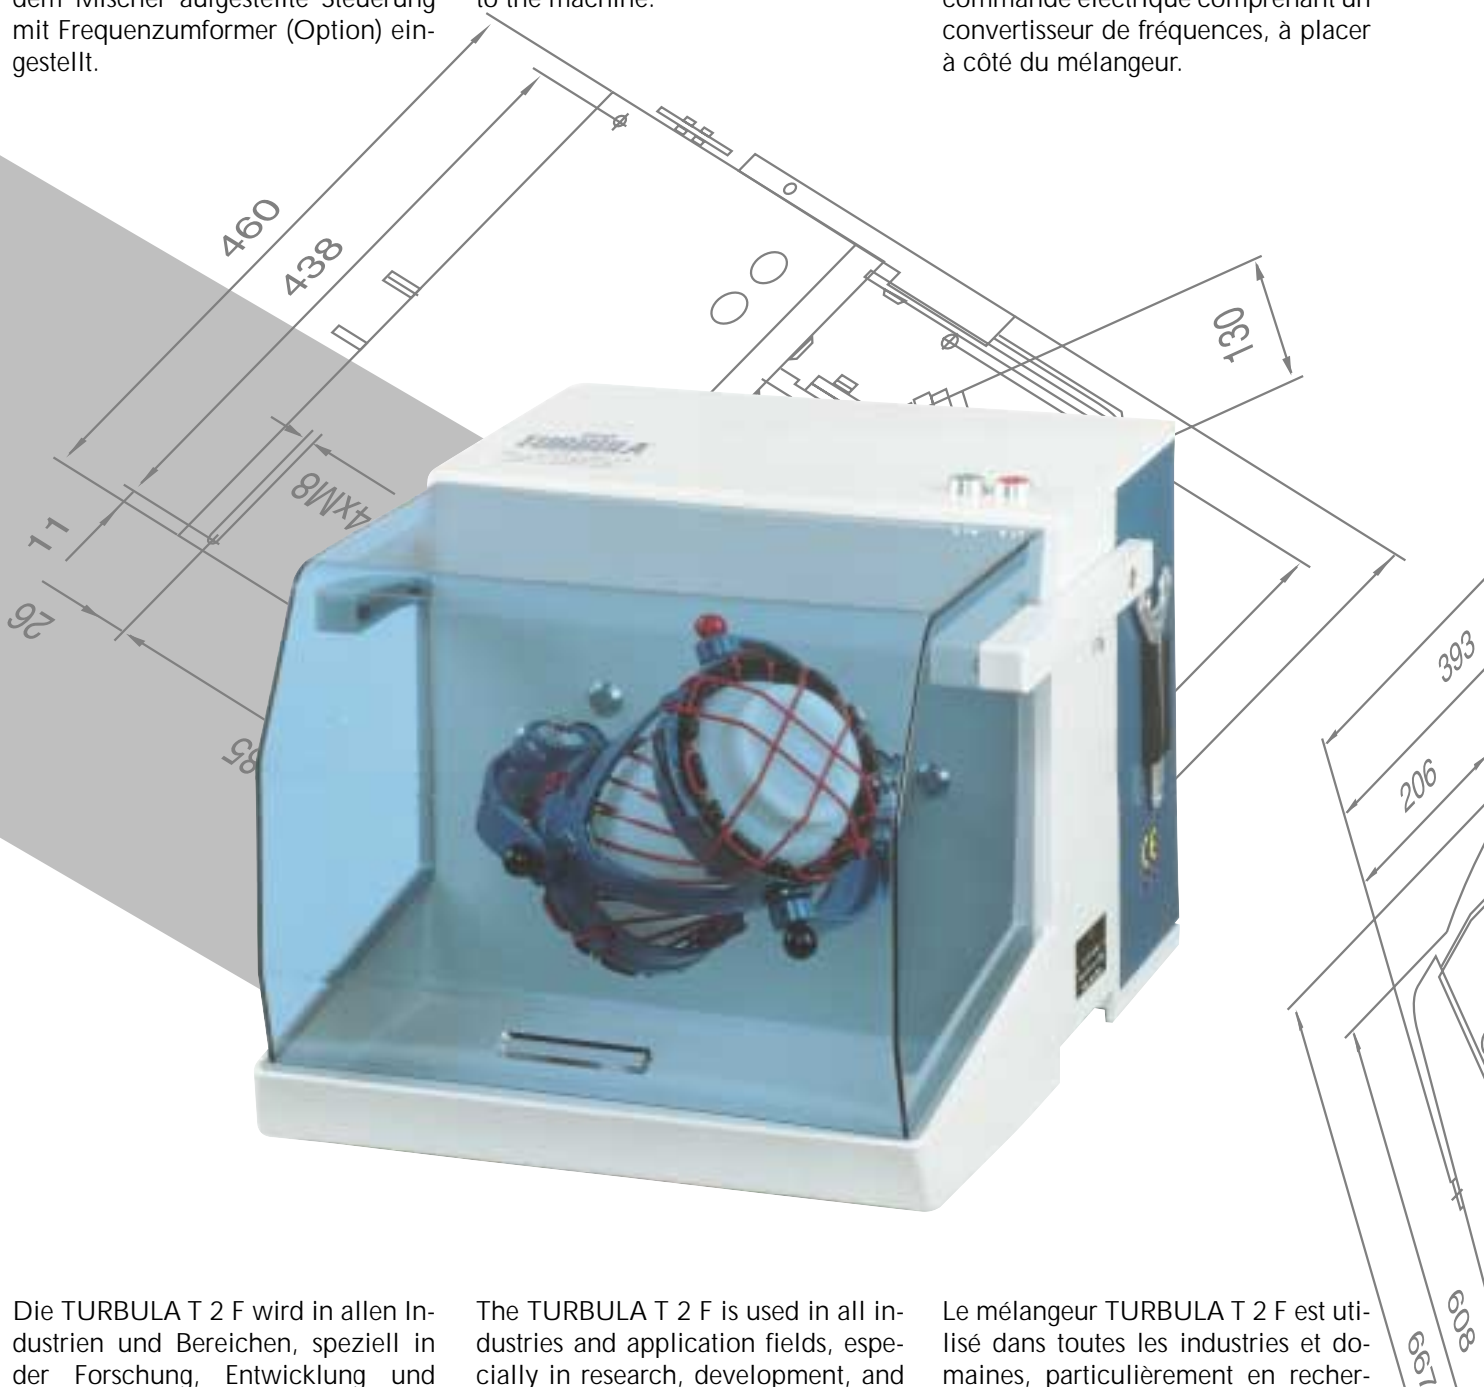 dem Mischer aufgestellte Steuerung
mit Frequenzumformer (Option) ein-
gestellt.
to the machine.
commande électrique comprenant un
convertisseur de fréquences, à placer
à côté du mélangeur.
460
438
130
4xM8
11
26
TURBULA
393
206
608
667
Die TURBULA T 2 F wird in allen In-
dustrien und Bereichen, speziell in
der Forschung, Entwicklung und
The TURBULA T 2 F is used in all in-
dustries and application fields, espe-
cially in research, development, and
Le mélangeur TURBULA T 2 F est uti-
lisé dans toutes les industries et do-
maines, particulièrement en recher-